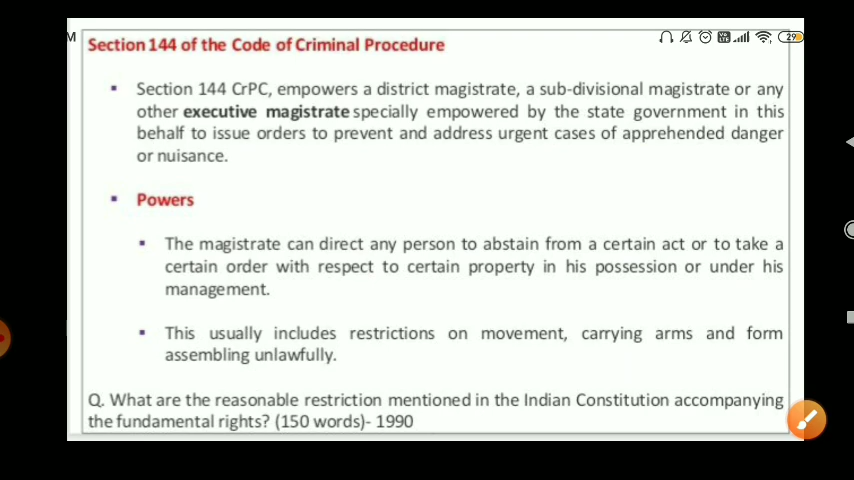 M
29
Section 144 of the Code of Criminal Procedure
▪ Section 144 CrPC, empowers a district magistrate, a sub-divisional magistrate or any
other executive magistrate specially empowered by the state government in this
behalf to issue orders to prevent and address urgent cases of apprehended danger
or nuisance.
▪ Powers
▪ The magistrate can direct any person to abstain from a certain act or to take a
certain order with respect to certain property in his possession or under his
management.
▪ This usually includes restrictions on movement, carrying arms and form
assembling unlawfully.
Q. What are the reasonable restriction mentioned in the Indian Constitution accompanying
the fundamental rights? (150 words)- 1990